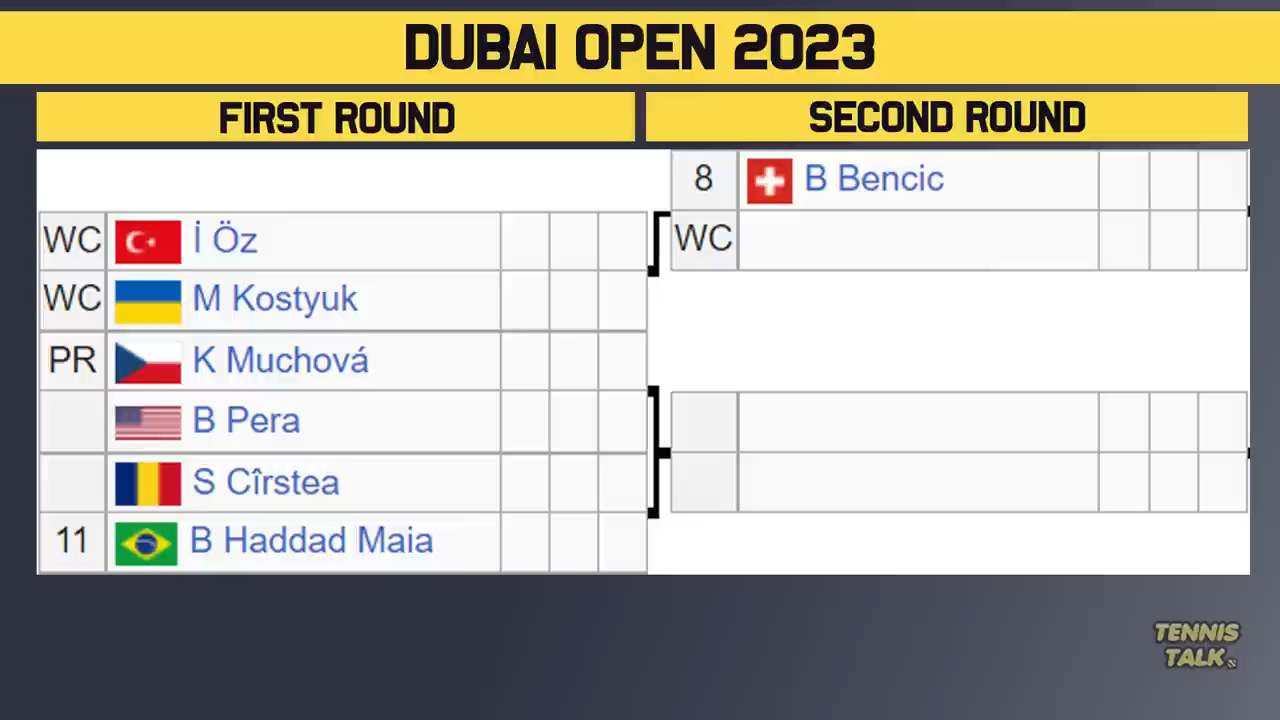 DUBAI OPEN 2023
FIRST ROUND
SECOND ROUND
8 B Bencic
WC İ Öz
WC
WC M Kostyuk
PR K Muchová
B Pera
S Cîrstea
11 B Haddad Maia
TENNIS
TALK